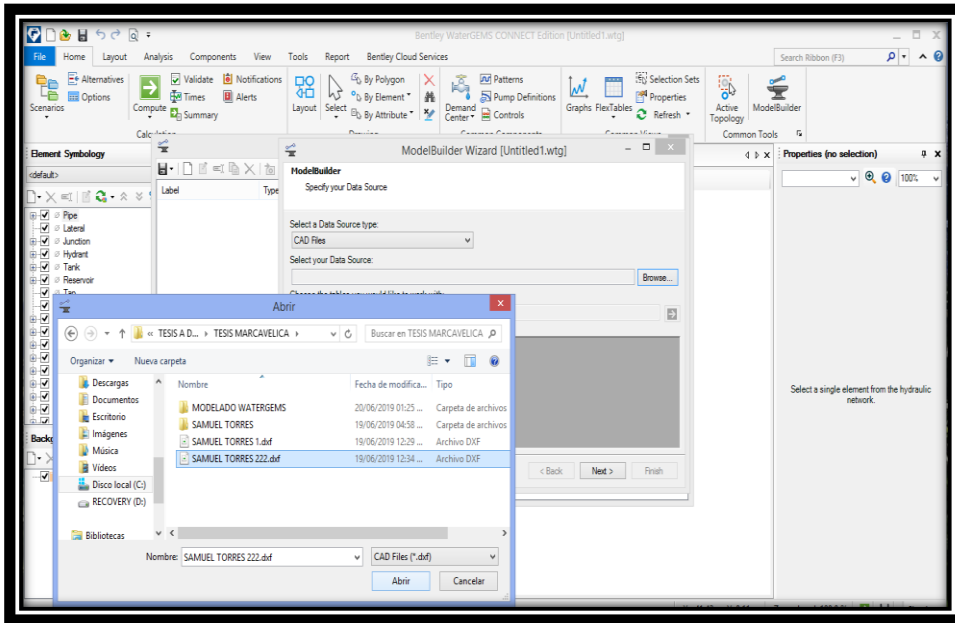 Bentley WaterGEMS CONNECT Edition [Untitled1.wtg]
File Home Layout Analysis Components View Tools Report Bentley Cloud Services Search Ribbon (F3)
Scenarios
Alternatives
Options
Compute
Validate
Times
Summary
Notifications
Alerts
Layout
Select
By Polygon
By Element
By Attribute
Demand Center
Patterns
Pump Definitions
Controls
Graphs
FlexTables
Selection Sets
Properties
Refresh
Active Topology
ModelBuilder
Common Tools
Element Symbology
<default>
Pipe
Lateral
Junction
Hydrant
Tank
Reservoir
Label Type
ModelBuilder Wizard [Untitled1.wtg]
ModelBuilder
Specify your Data Source
Select a Data Source type:
CAD Files
Select your Data Source:
Browse...
< Back Next > Finish
Properties (no selection)
100%
Select a single element from the hydraulic
network.
Abrir
« TESIS A D... › TESIS MARCAVELICA › Buscar en TESIS MARCAVELICA
Organizar Nueva carpeta
Descargas
Documentos
Escritorio
Imágenes
Música
Vídeos
Disco local (C:)
RECOVERY (D:)
Bibliotecas
Nombre Fecha de modifica... Tipo
MODELADO WATERGEMS 20/06/2019 01:25 ... Carpeta de archivos
SAMUEL TORRES 19/06/2019 04:58 ... Carpeta de archivos
SAMUEL TORRES 1.dxf 19/06/2019 12:29 ... Archivo DXF
SAMUEL TORRES 222.dxf 19/06/2019 12:34 ... Archivo DXF
Nombre: SAMUEL TORRES 222.dxf CAD Files (*.dxf)
Abrir Cancelar